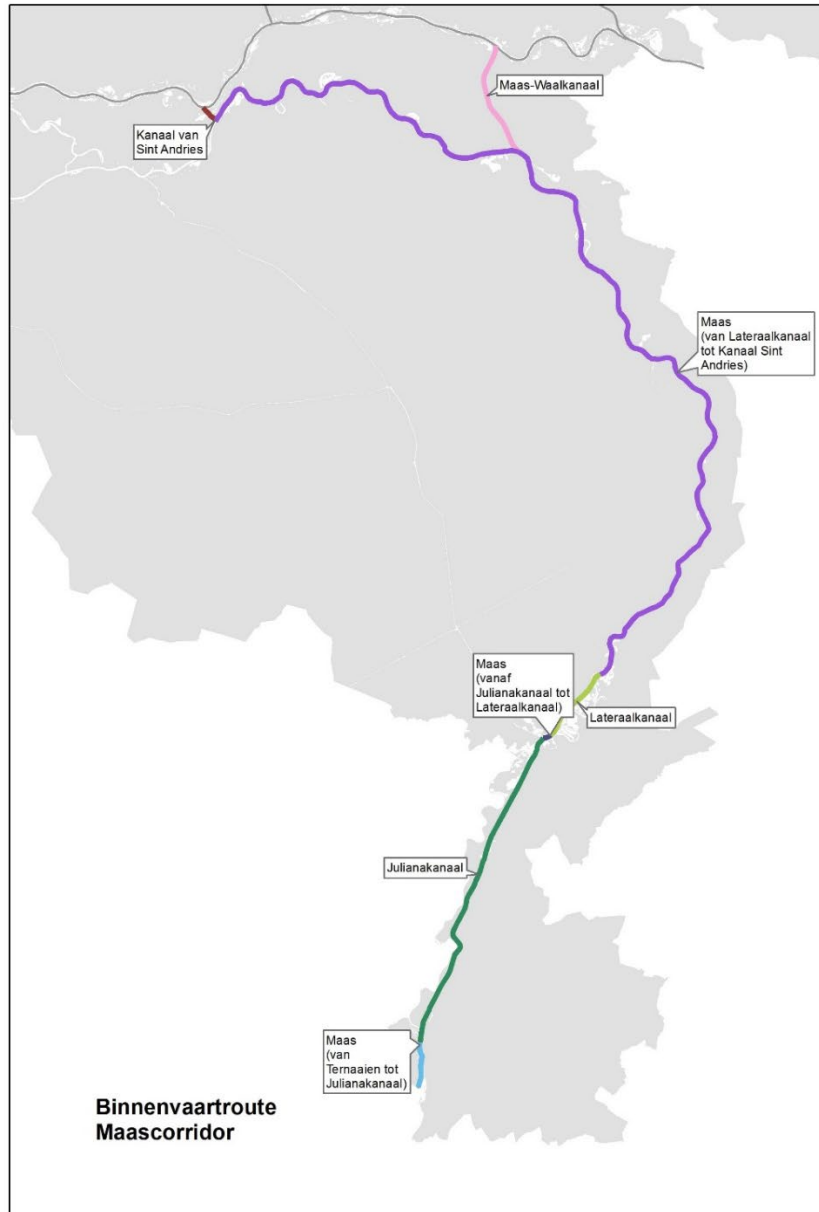 Maas-Waalkanaal
Kanaal van
Sint Andries
Maas
(van Lateraalkanaal
tot Kanaal Sint
Andries)
Maas
(vanaf
Julianakanaal tot
Lateraalkanaal)
Lateraalkanaal
Julianakanaal
Maas
(van
Ternaaien tot
Julianakanaal)
Binnenvaartroute
Maascorridor